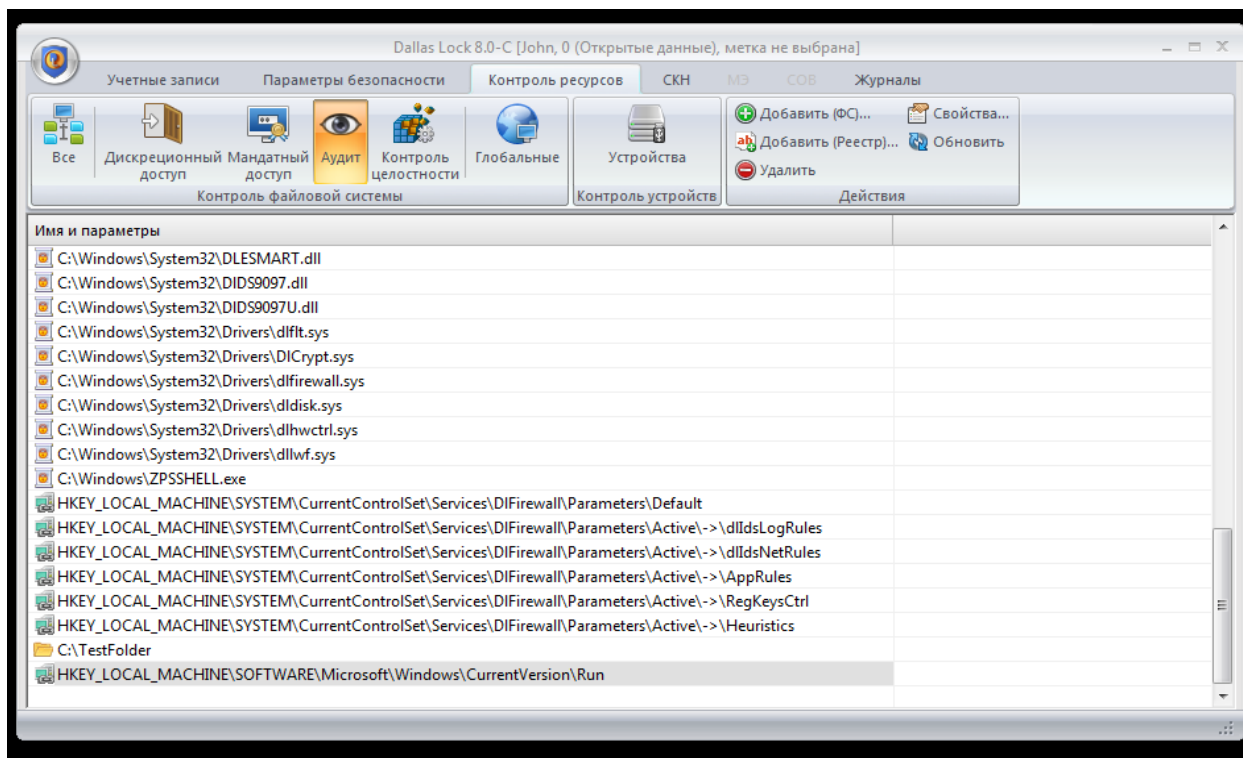 Dallas Lock 8.0-C [John, 0 (Открытые данные), метка не выбрана]
Учетные записи Параметры безопасности Контроль ресурсов СКН МЭ СОВ Журналы
Все
Дискреционный доступ
Мандатный доступ
Аудит
Контроль целостности
Глобальные
Устройства
Добавить (ФС)...
Добавить (Реестр)...
Удалить
Свойства...
Обновить
Контроль файловой системы
Контроль устройств
Действия
Имя и параметры
C:\Windows\System32\DLESMART.dll
C:\Windows\System32\DIDS9097.dll
C:\Windows\System32\DIDS9097U.dll
C:\Windows\System32\Drivers\dlflt.sys
C:\Windows\System32\Drivers\DlCrypt.sys
C:\Windows\System32\Drivers\dlfirewall.sys
C:\Windows\System32\Drivers\dldisk.sys
C:\Windows\System32\Drivers\dlhwctrl.sys
C:\Windows\System32\Drivers\dllwf.sys
C:\Windows\ZPSSHELL.exe
HKEY_LOCAL_MACHINE\SYSTEM\CurrentControlSet\Services\DlFirewall\Parameters\Default
HKEY_LOCAL_MACHINE\SYSTEM\CurrentControlSet\Services\DlFirewall\Parameters\Active\->\dlIdsLogRules
HKEY_LOCAL_MACHINE\SYSTEM\CurrentControlSet\Services\DlFirewall\Parameters\Active\->\dlIdsNetRules
HKEY_LOCAL_MACHINE\SYSTEM\CurrentControlSet\Services\DlFirewall\Parameters\Active\->\AppRules
HKEY_LOCAL_MACHINE\SYSTEM\CurrentControlSet\Services\DlFirewall\Parameters\Active\->\RegKeysCtrl
HKEY_LOCAL_MACHINE\SYSTEM\CurrentControlSet\Services\DlFirewall\Parameters\Active\->\Heuristics
C:\TestFolder
HKEY_LOCAL_MACHINE\SOFTWARE\Microsoft\Windows\CurrentVersion\Run